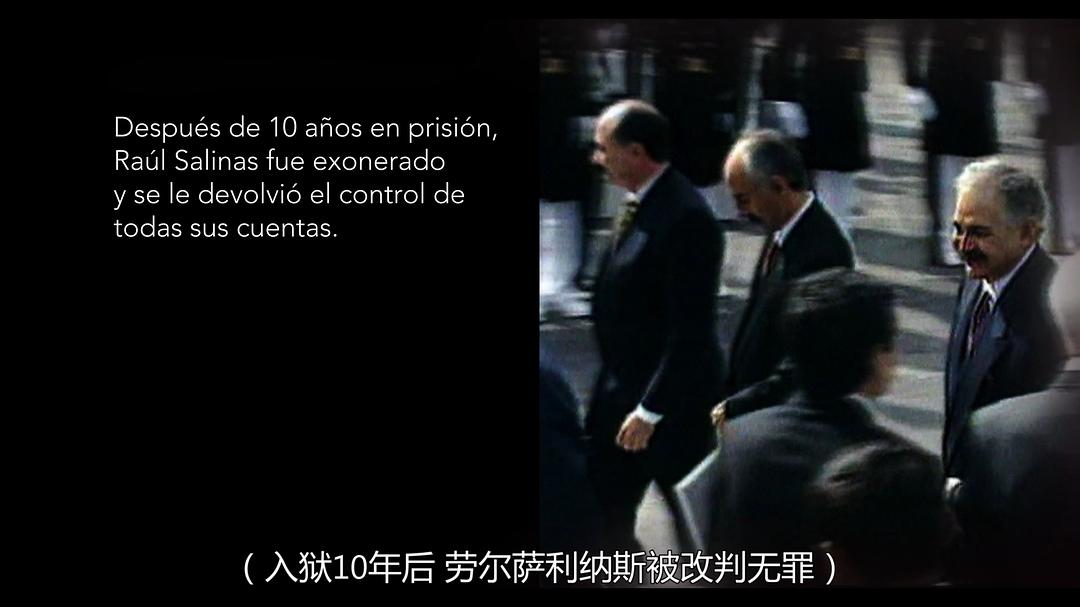 Después de 10 años en prisión,
Raúl Salinas fue exonerado
y se le devolvió el control de
todas sus cuentas.
（入狱10年后 劳尔萨利纳斯被改判无罪）